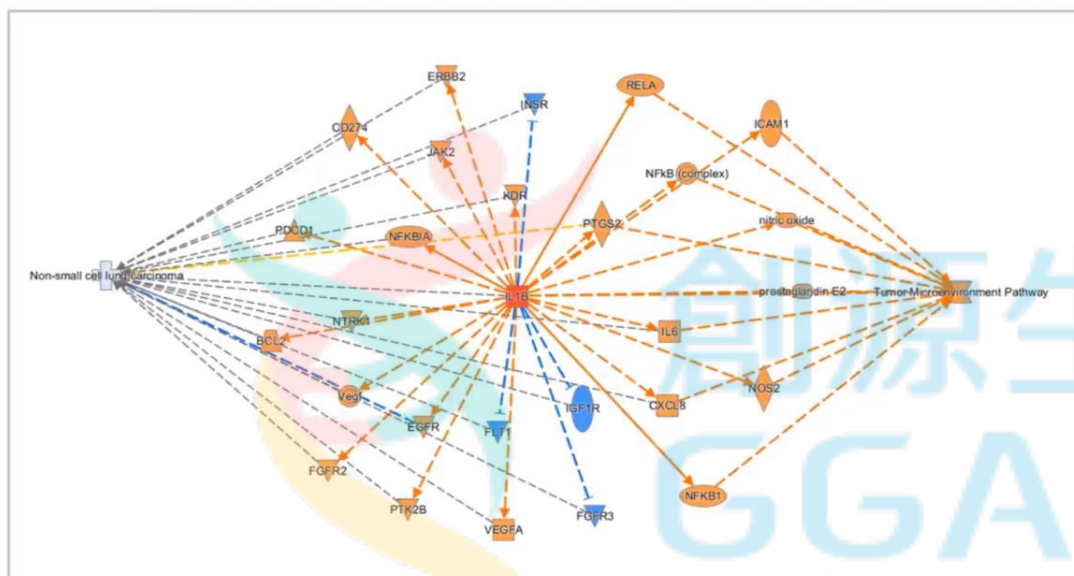 ERBB2
RELA
INSR
CD274
ICAM1
JAK2
NFkB (complex)
KDR
PDCD1
NFKBIA
PTGS2
nitric oxide
Non-small cell lung carcinoma
IL1B
prostaglandin E2
Tumor Microenvironment Pathway
NTRK1
BCL2
IL6
Vegf
NOS2
EGFR
FLT1
IGF1R
CXCL8
FGFR2
PTK2B
VEGFA
FGFR3
NFKB1
創源生
GGA